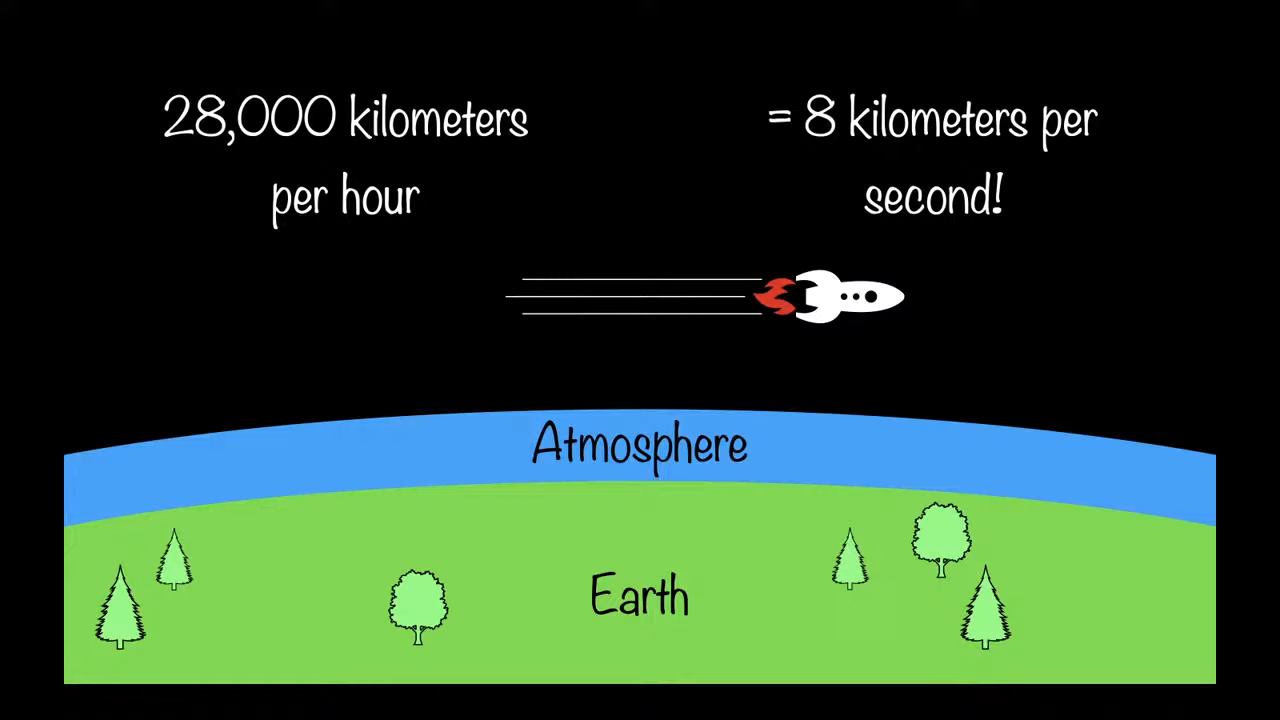 28,000 kilometers
per hour
= 8 kilometers per
second!
Atmosphere
Earth